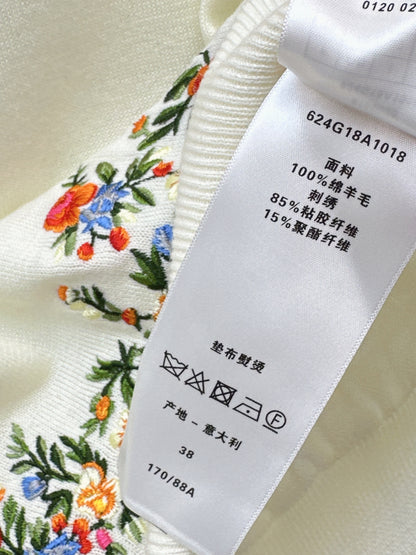 0120 02
624G18A1018
面料
100%绵羊毛
刺绣
85%粘胶纤维
15%聚酯纤维
垫布熨烫
P
产地 - 意大利
38
170/88A